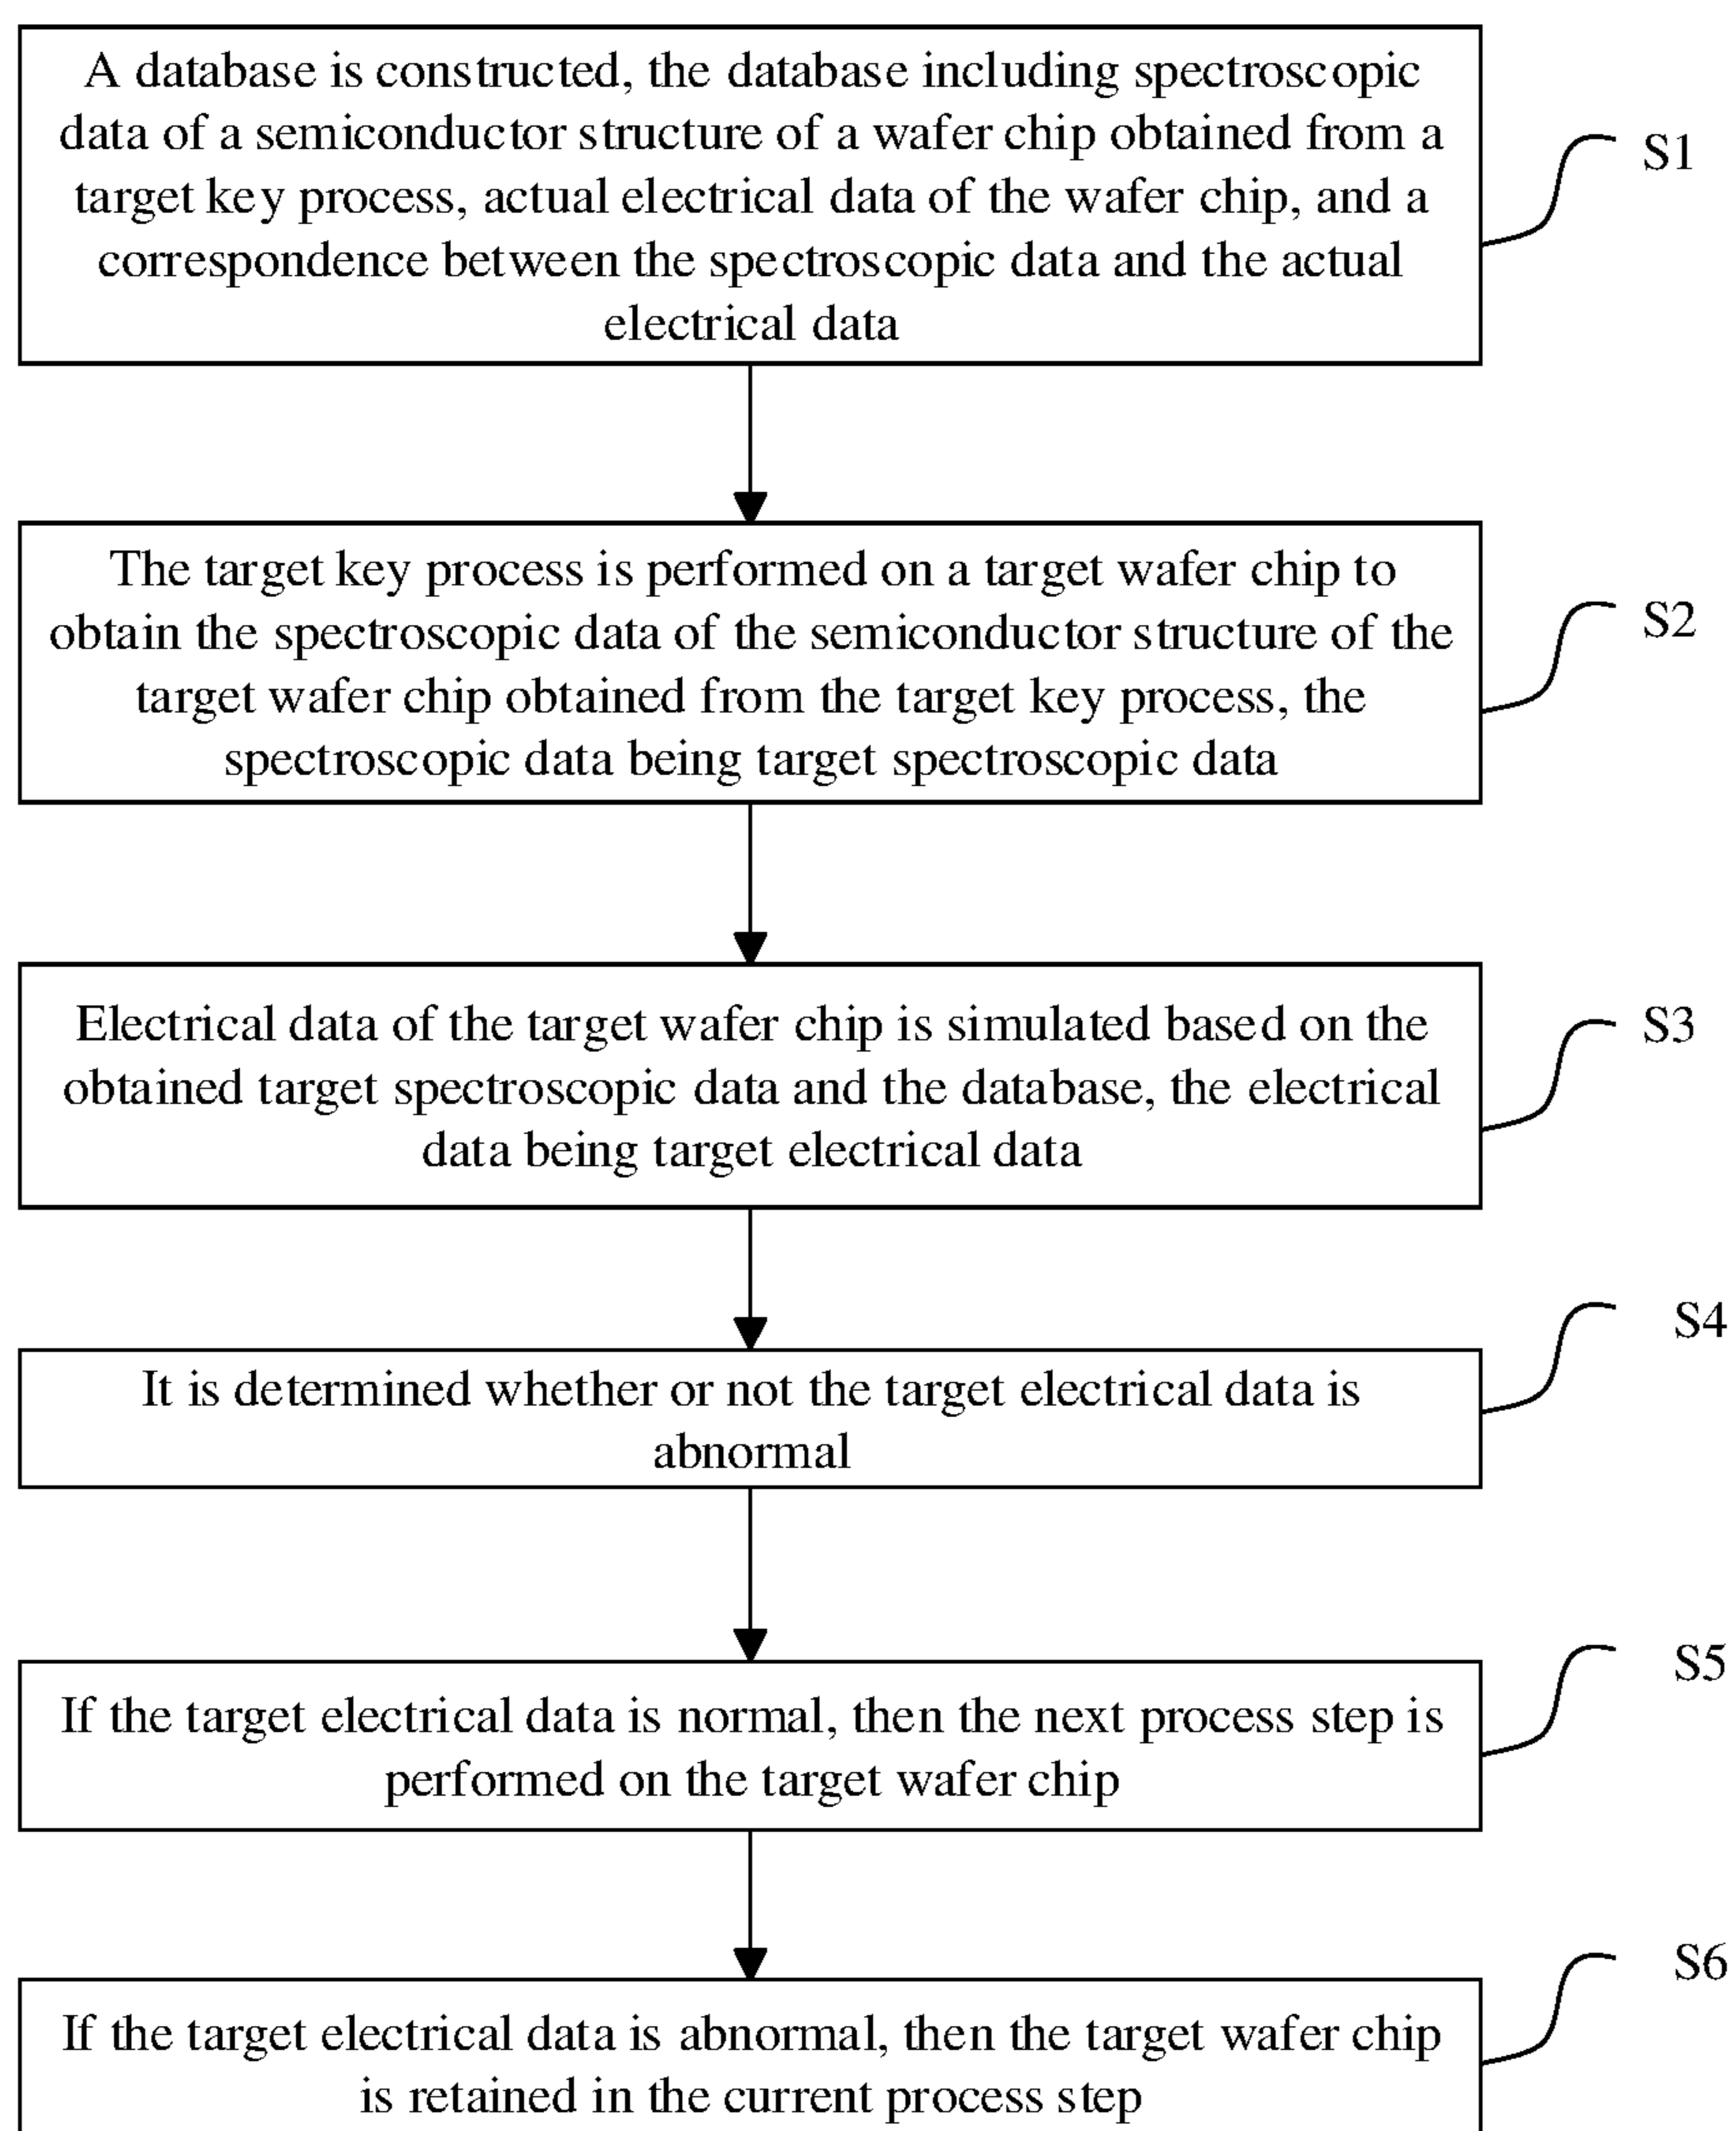 A database is constructed, the database including spectroscopic
data of a semiconductor structure of a wafer chip obtained from a
target key process, actual electrical data of the wafer chip, and a
correspondence between the spectroscopic data and the actual
electrical data
S1
The target key process is performed on a target wafer chip to
obtain the spectroscopic data of the semiconductor structure of the
target wafer chip obtained from the target key process, the
spectroscopic data being target spectroscopic data
S2
Electrical data of the target wafer chip is simulated based on the
obtained target spectroscopic data and the database, the electrical
data being target electrical data
S3
It is determined whether or not the target electrical data is
abnormal
S4
If the target electrical data is normal, then the next process step is
performed on the target wafer chip
S5
If the target electrical data is abnormal, then the target wafer chip
is retained in the current process step
S6